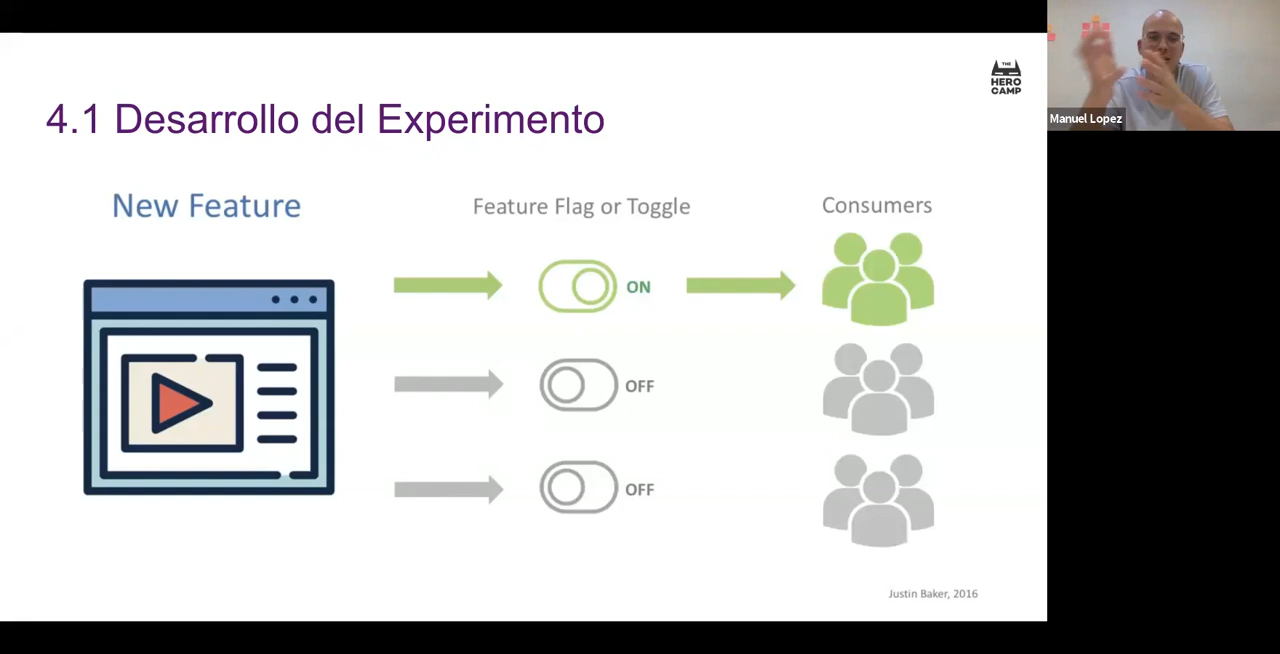 THE
HERO
CAMP
Manuel Lopez
4.1 Desarrollo del Experimento
New Feature
Feature Flag or Toggle
Consumers
ON
OFF
OFF
Justin Baker, 2016